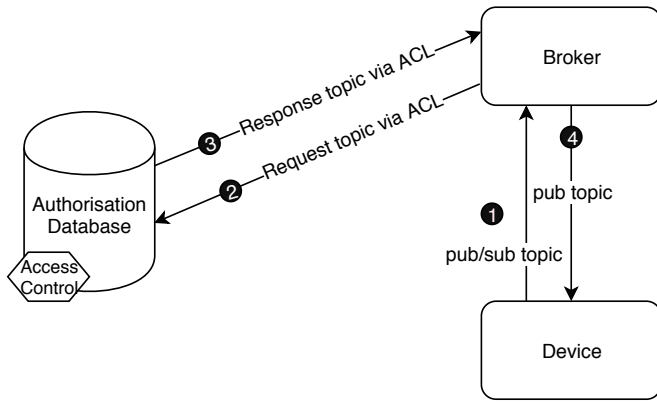 Broker
Response topic via ACL
3
Request topic via ACL
2
4
Authorisation
Database
pub topic
1
pub/sub topic
Access
Control
Device